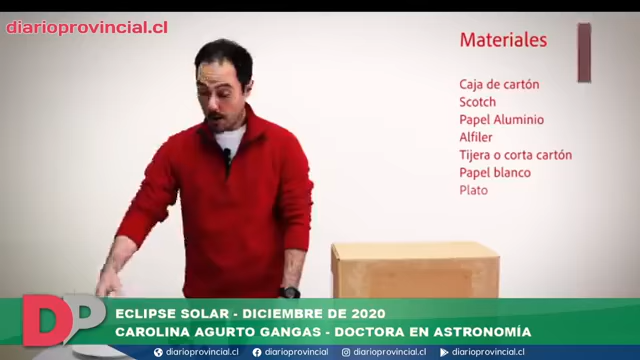 diarioprovincial.cl
Materiales
Caja de cartón
Scotch
Papel Aluminio
Alfiler
Tijera o corta cartón
Papel blanco
Plato
DP
ECLIPSE SOLAR - DICIEMBRE DE 2020
CAROLINA AGURTO GANGAS - DOCTORA EN ASTRONOMÍA
diarioprovincial.cl diarioprovincial diarioprovincial.cl diarioprovincial.cl